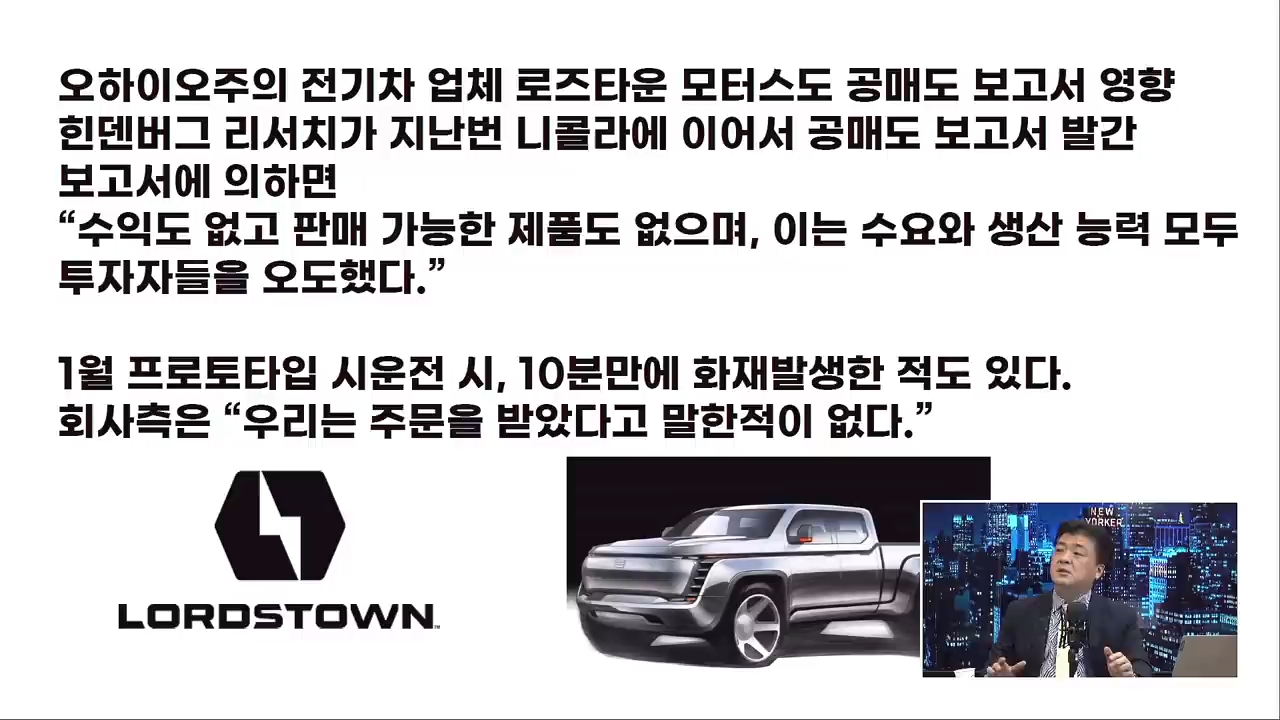 오하이오주의 전기차 업체 로즈타운 모터스도 공매도 보고서 영향
힌덴버그 리서치가 지난번 니콜라에 이어서 공매도 보고서 발간
보고서에 의하면
“수익도 없고 판매 가능한 제품도 없으며, 이는 수요와 생산 능력 모두
투자자들을 오도했다.”
1월 프로토타입 시운전 시, 10분만에 화재발생한 적도 있다.
회사측은 “우리는 주문을 받았다고 말한적이 없다.”
LORDSTOWN™
NEW
YORKER